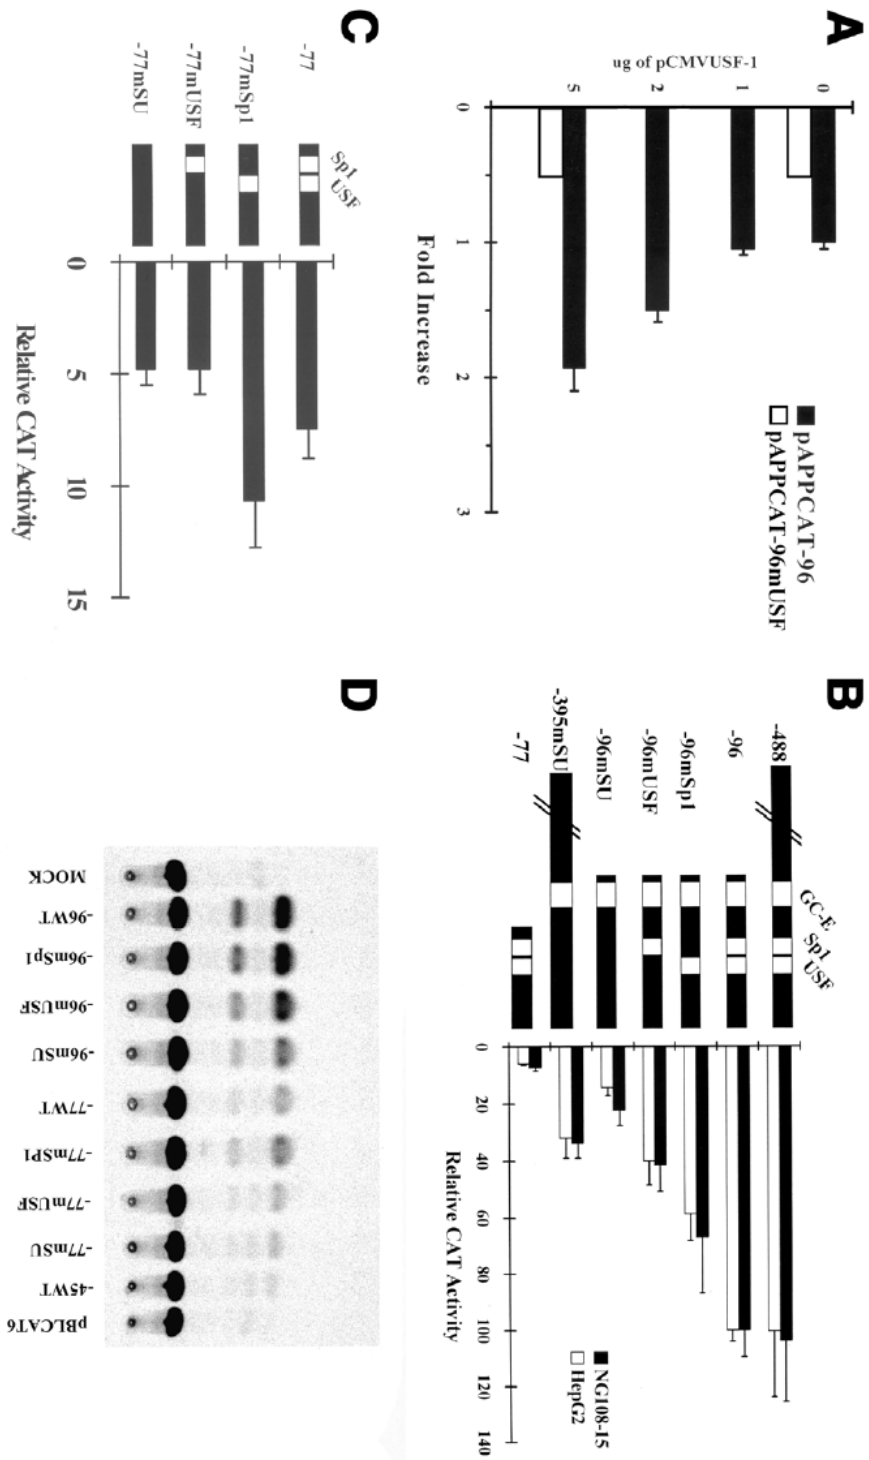 A
ug of pCMVUSF-1
0
1
2
5
0
1
2
3
Fold Increase
pAPPCAT-96
pAPPCAT-96mUSF
B
GC-E
Sp1
USF
-488
-96
-96mSp1
-96mUSF
-96mSU
-395mSU
-77
0
20
40
60
80
100
120
140
Relative CAT Activity
NG108-15
HepG2
C
Sp1
USF
-77
-77mSp1
-77mUSF
-77mSU
0
5
10
15
Relative CAT Activity
D
MOCK
-96WT
-96mSp1
-96mUSF
-96mSU
-77WT
-77mSP1
-77mUSF
-77mSU
-45WT
pBLCAT6